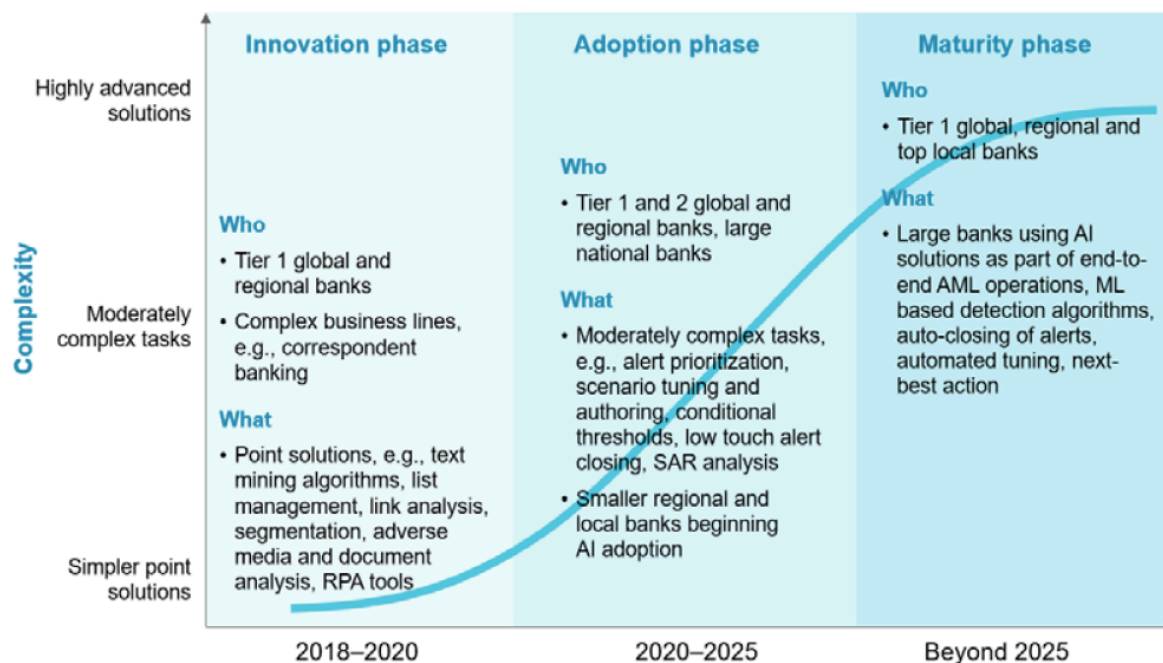 Innovation phase
Adoption phase
Maturity phase
Complexity
Highly advanced
solutions
Moderately
complex tasks
Simpler point
solutions
Who
• Tier 1 global and
regional banks
• Complex business lines,
e.g., correspondent
banking
What
• Point solutions, e.g., text
mining algorithms, list
management, link analysis,
segmentation, adverse
media and document
analysis, RPA tools
Who
• Tier 1 and 2 global and
regional banks, large
national banks
What
• Moderately complex tasks,
e.g., alert prioritization,
scenario tuning and
authoring, conditional
thresholds, low touch alert
closing, SAR analysis
• Smaller regional and
local banks beginning
AI adoption
Who
• Tier 1 global, regional and
top local banks
What
• Large banks using AI
solutions as part of end-to-
end AML operations, ML
based detection algorithms,
auto-closing of alerts,
automated tuning, next-
best action
2018–2020
2020–2025
Beyond 2025